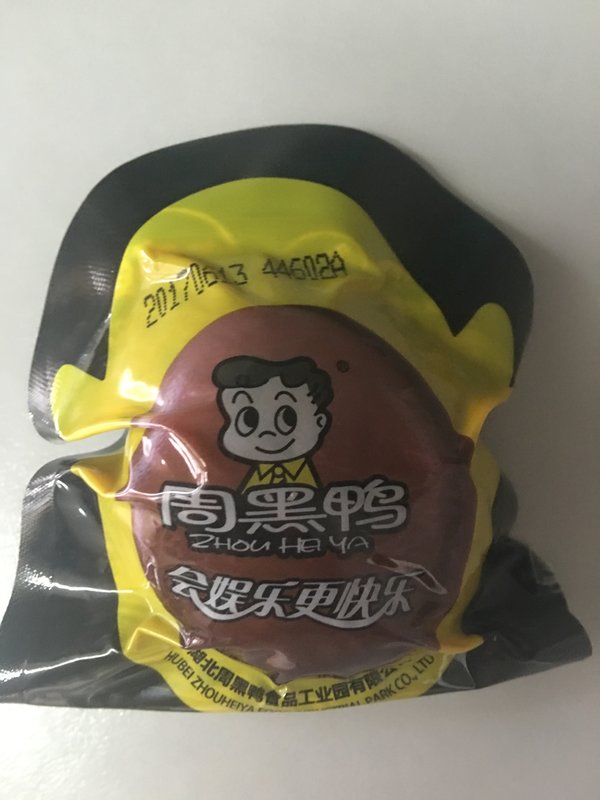 20170613 44602A
®
周黑鸭
ZHOU HEI YA
会娱乐更快乐
湖北周黑鸭食品工业园有限公
HUBEI ZHOUHEIYA PARK CO., LTD